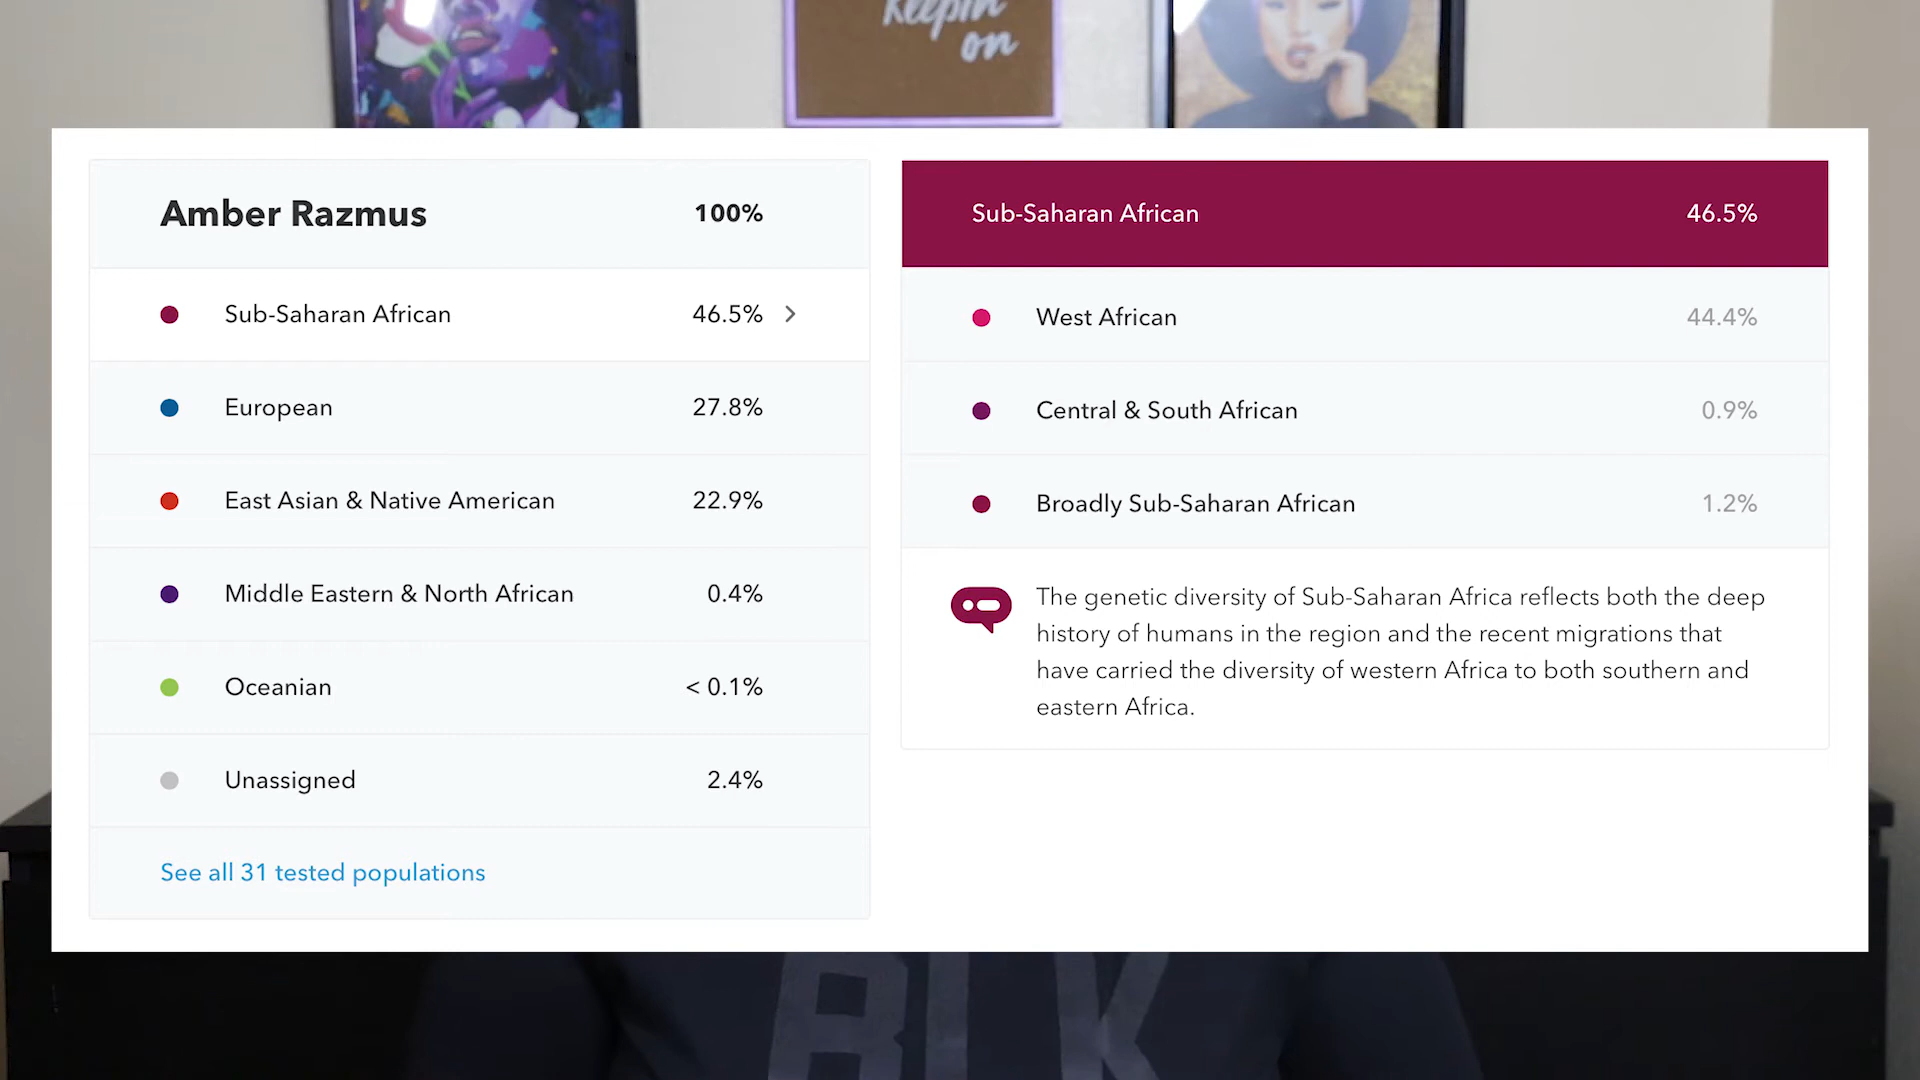 Keepin
on
Amber Razmus 100%
Sub-Saharan African 46.5%
European 27.8%
East Asian & Native American 22.9%
Middle Eastern & North African 0.4%
Oceanian < 0.1%
Unassigned 2.4%
See all 31 tested populations
Sub-Saharan African 46.5%
West African 44.4%
Central & South African 0.9%
Broadly Sub-Saharan African 1.2%
The genetic diversity of Sub-Saharan Africa reflects both the deep
history of humans in the region and the recent migrations that
have carried the diversity of western Africa to both southern and
eastern Africa.
BLK